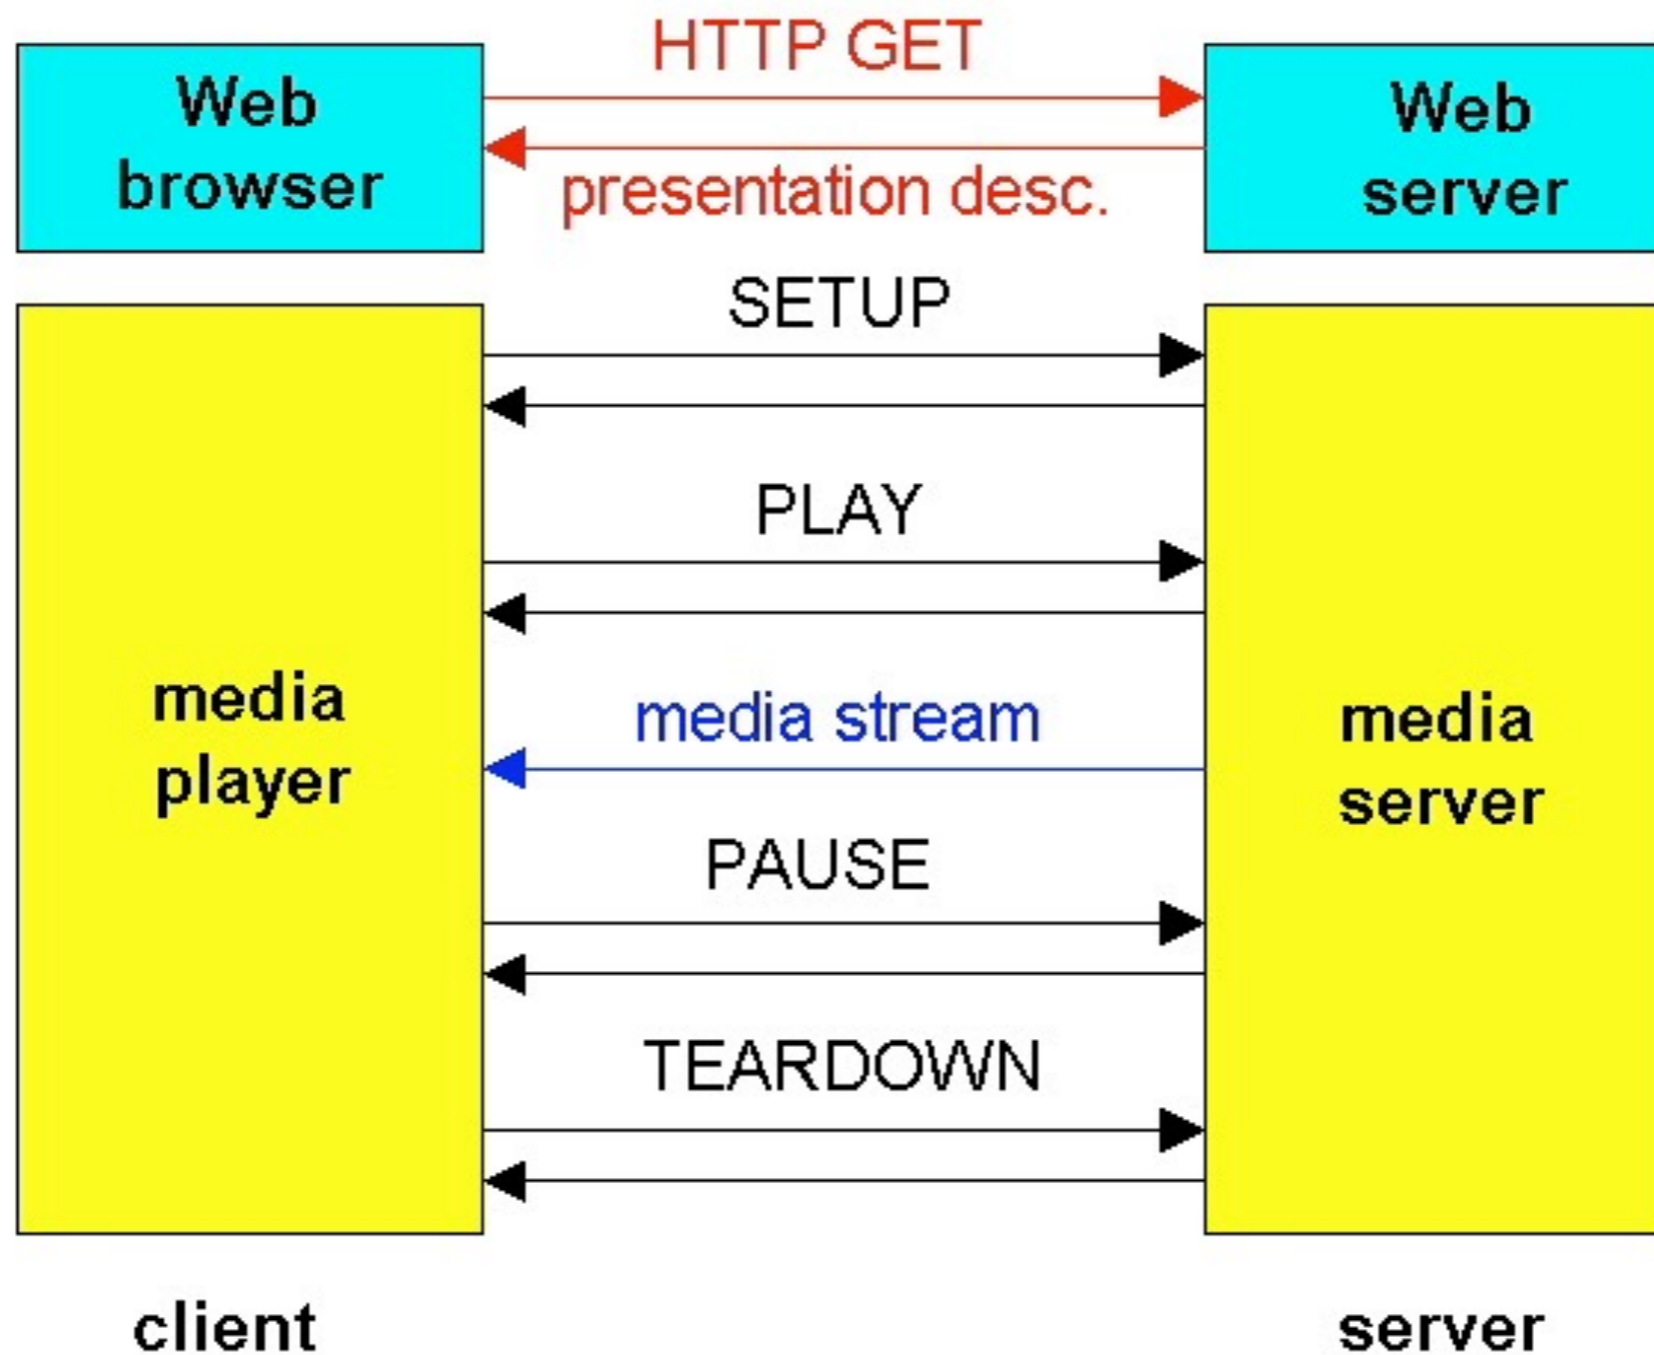 HTTP GET
Web
browser
Web
server
presentation desc.
SETUP
PLAY
media
player
media stream
media
server
PAUSE
TEARDOWN
client
server